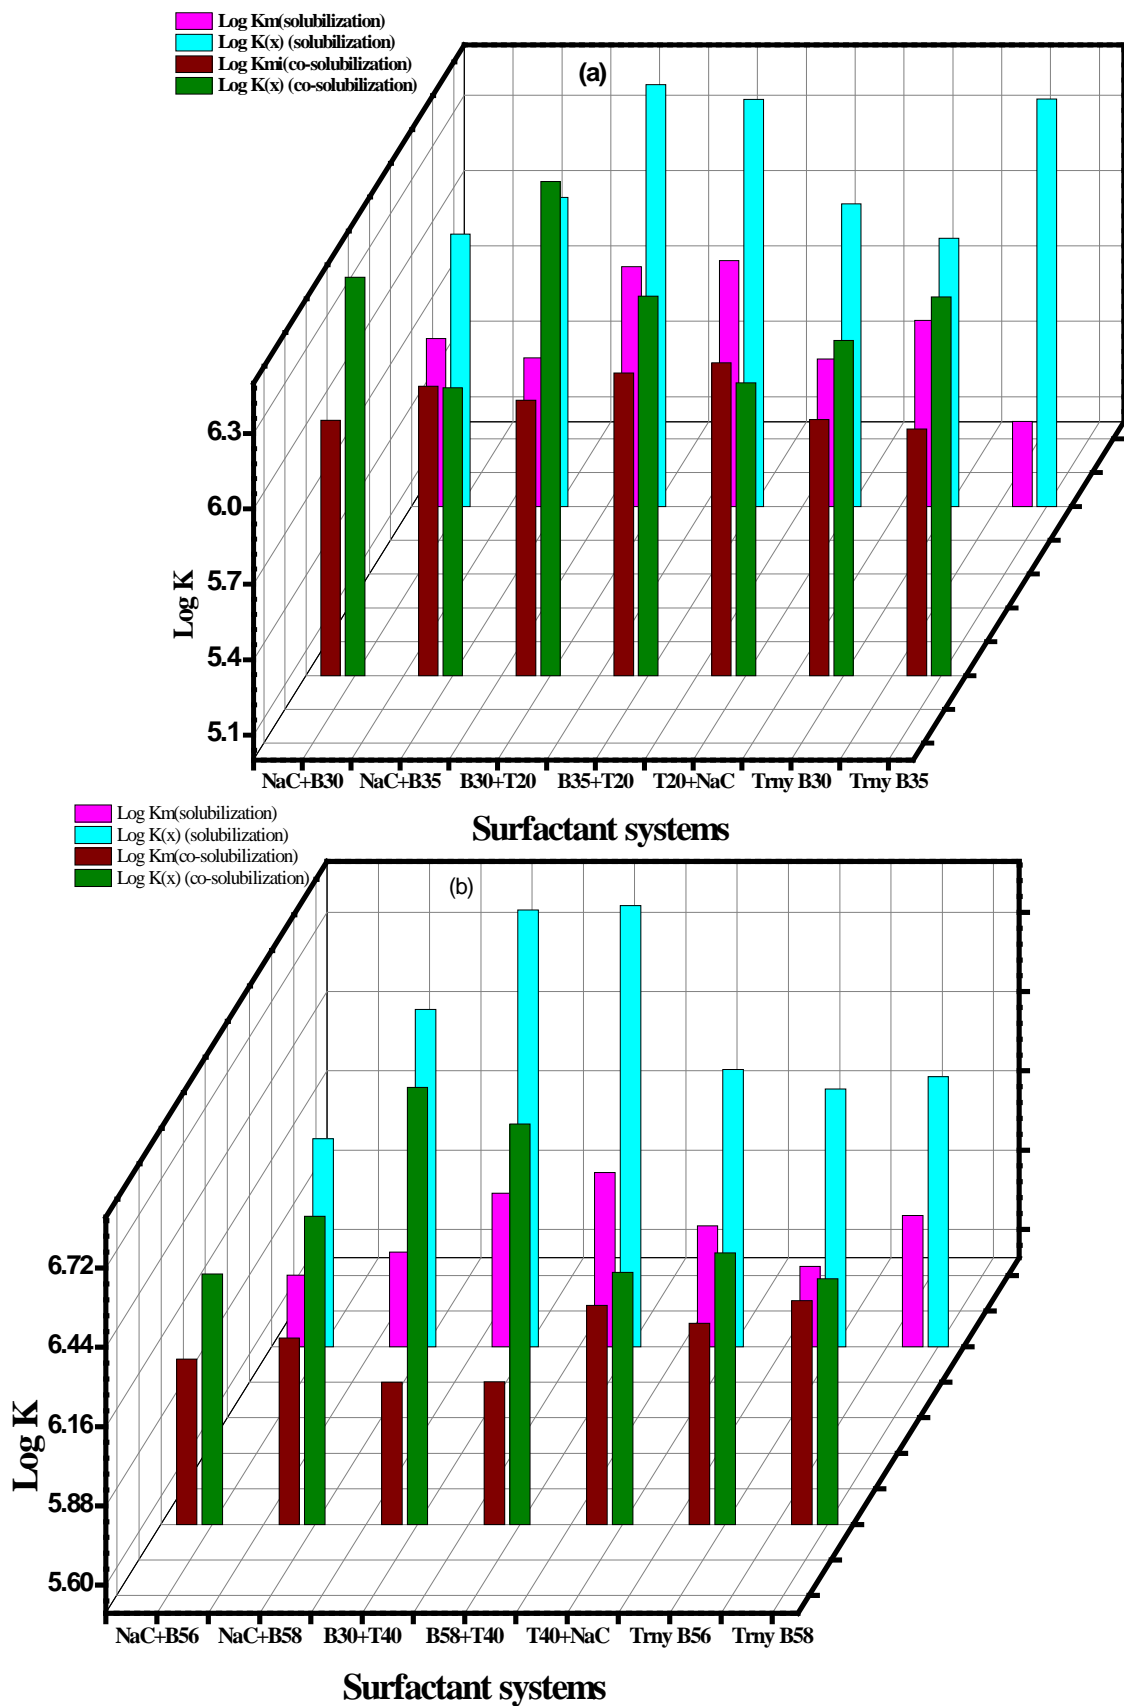 Log Km(solubilization)
Log K(x) (solubilization)
Log Kmi(co-solubilization)
Log K(x) (co-solubilization)
(a)
6.3
6.0
5.7
5.4
5.1
Log K
NaC+B30 NaC+B35 B30+T20 B35+T20 T20+NaC Trny B30 Trny B35
Surfactant systems
Log Km(solubilization)
Log K(x) (solubilization)
Log Km(co-solubilization)
Log K(x) (co-solubilization)
(b)
6.72
6.44
6.16
5.88
5.60
Log K
NaC+B56 NaC+B58 B30+T40 B58+T40 T40+NaC Trny B56 Trny B58
Surfactant systems